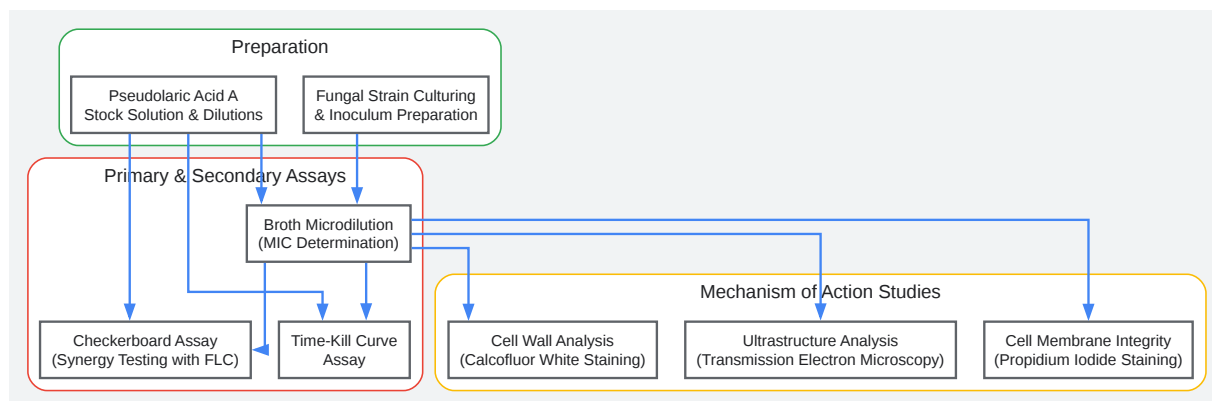 Preparation
Pseudolaric Acid A
Stock Solution & Dilutions
Fungal Strain Culturing
& Inoculum Preparation
Primary & Secondary Assays
Broth Microdilution
(MIC Determination)
Checkerboard Assay
(Synergy Testing with FLC)
Time-Kill Curve
Assay
Mechanism of Action Studies
Cell Wall Analysis
(Calcofluor White Staining)
Ultrastructure Analysis
(Transmission Electron Microscopy)
Cell Membrane Integrity
(Propidium Iodide Staining)